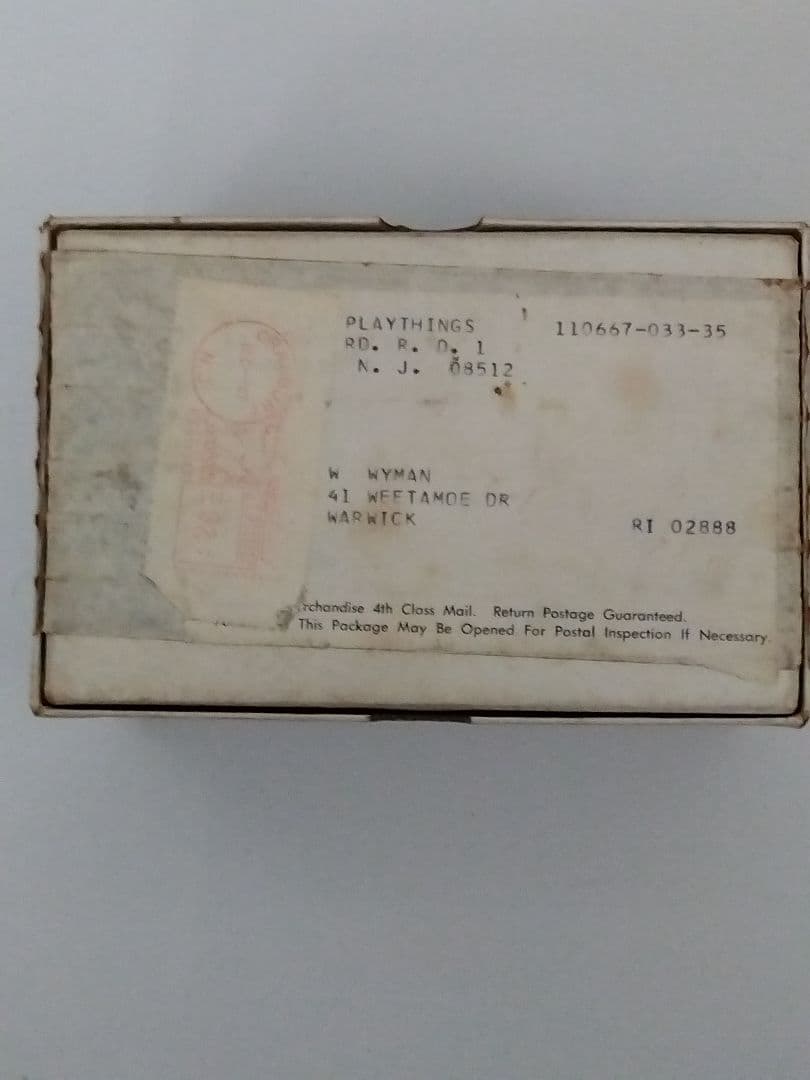 PLAYTHINGS 110667-033-35
RD. R. D. 1
N. J. 08512
W WYMAN
41 WEETAMOE DR
WARWICK RI 02888
rchandise 4th Class Mail. Return Postage Guaranteed.
This Package May Be Opened For Postal Inspection If Necessary.